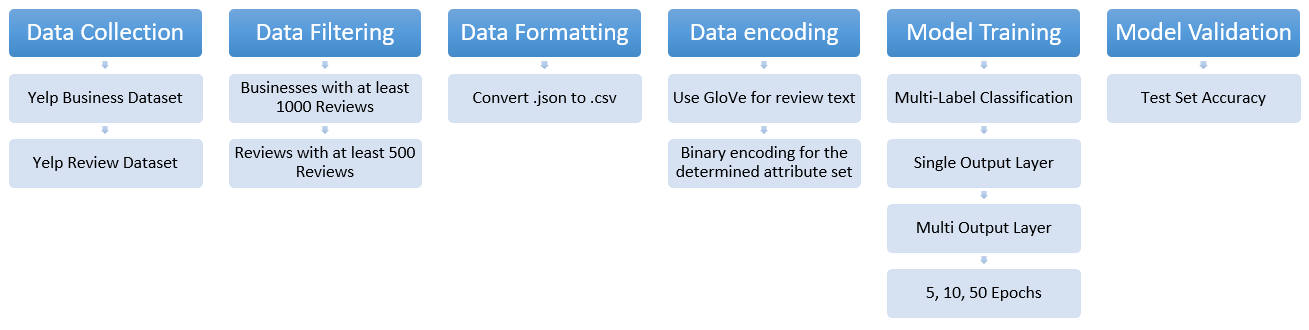 Data Collection
Yelp Business Dataset
Yelp Review Dataset
Data Filtering
Businesses with at least
1000 Reviews
Reviews with at least 500
Reviews
Data Formatting
Convert .json to .csv
Data encoding
Use GloVe for review text
Binary encoding for the
determined attribute set
Model Training
Multi-Label Classification
Single Output Layer
Multi Output Layer
5, 10, 50 Epochs
Model Validation
Test Set Accuracy